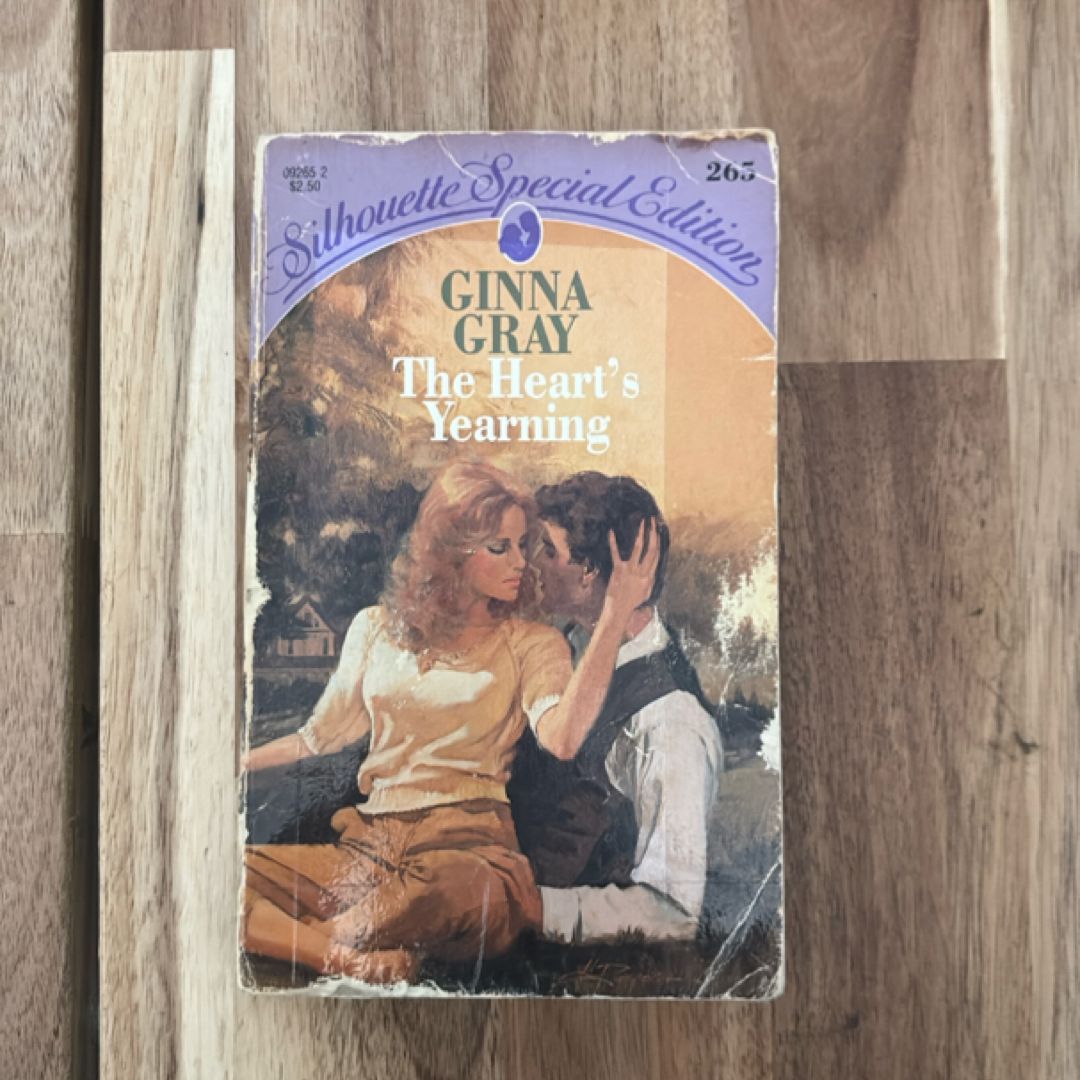 09265 2
$2.50
265
Silhouette Special Edition
GINNA
GRAY
The Heart's
Yearning